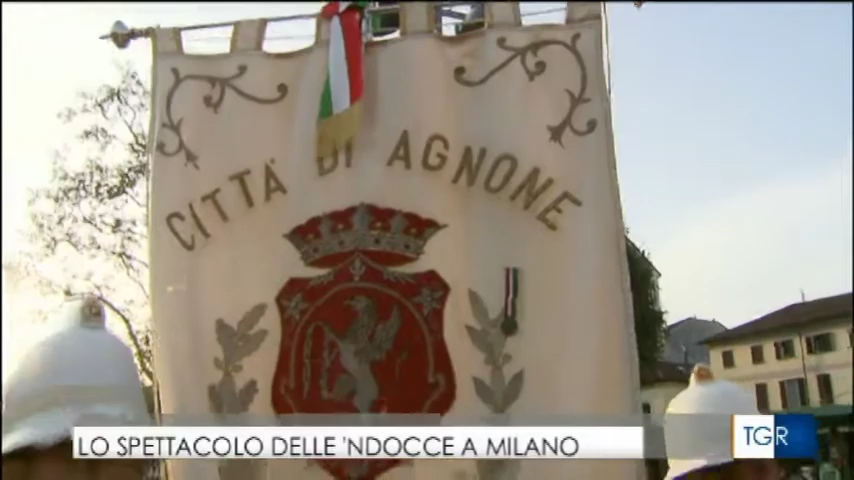 CITTÀ DI AGNONE
LO SPETTACOLO DELLE 'NDOCCE A MILANO
TGR